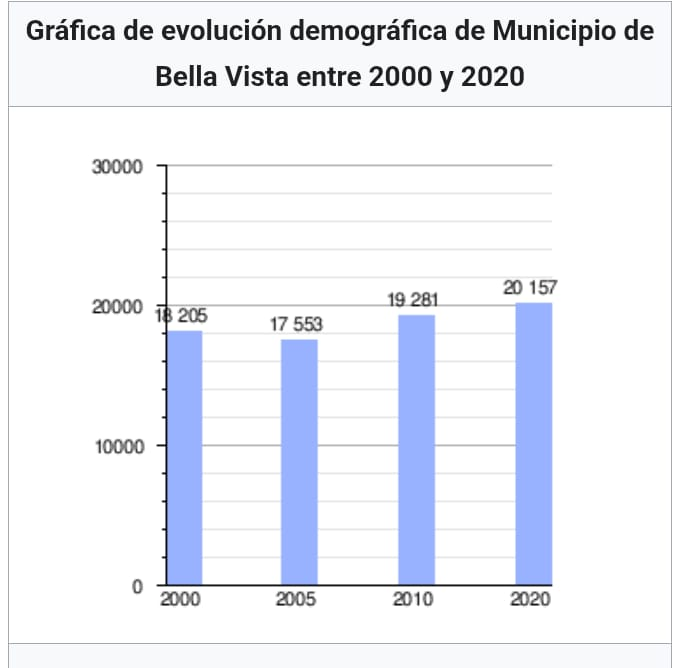 Gráfica de evolución demográfica de Municipio de
Bella Vista entre 2000 y 2020
30000
20 157
19 281
20000
18 205
17 553
10000
0
2000 2005 2010 2020